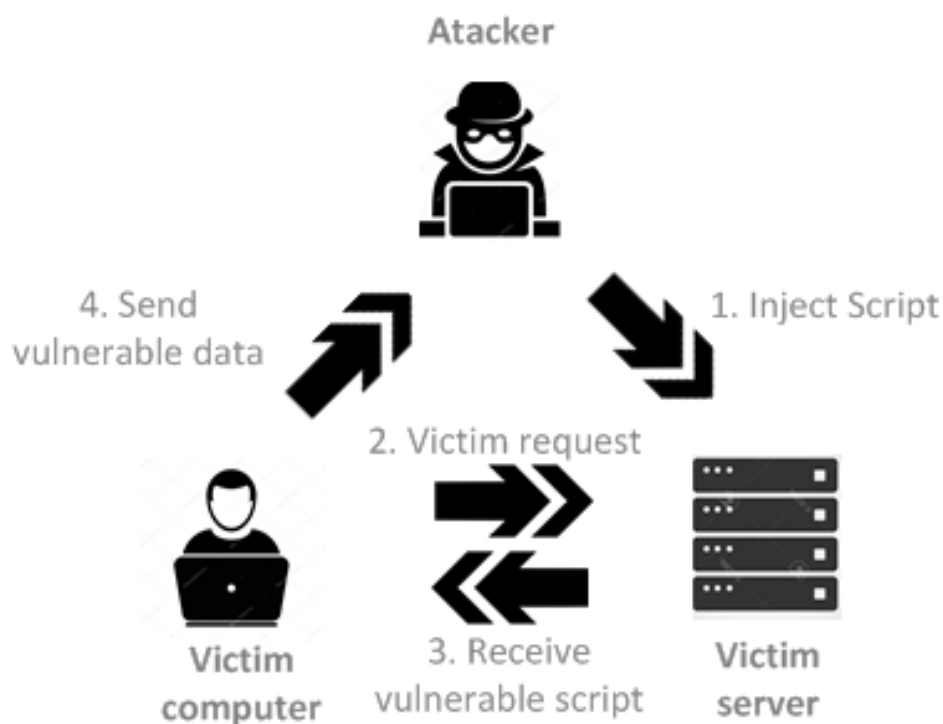 Atacker
4. Send
vulnerable data
1. Inject Script
2. Victim request
3. Receive
vulnerable script
Victim
computer
Victim
server